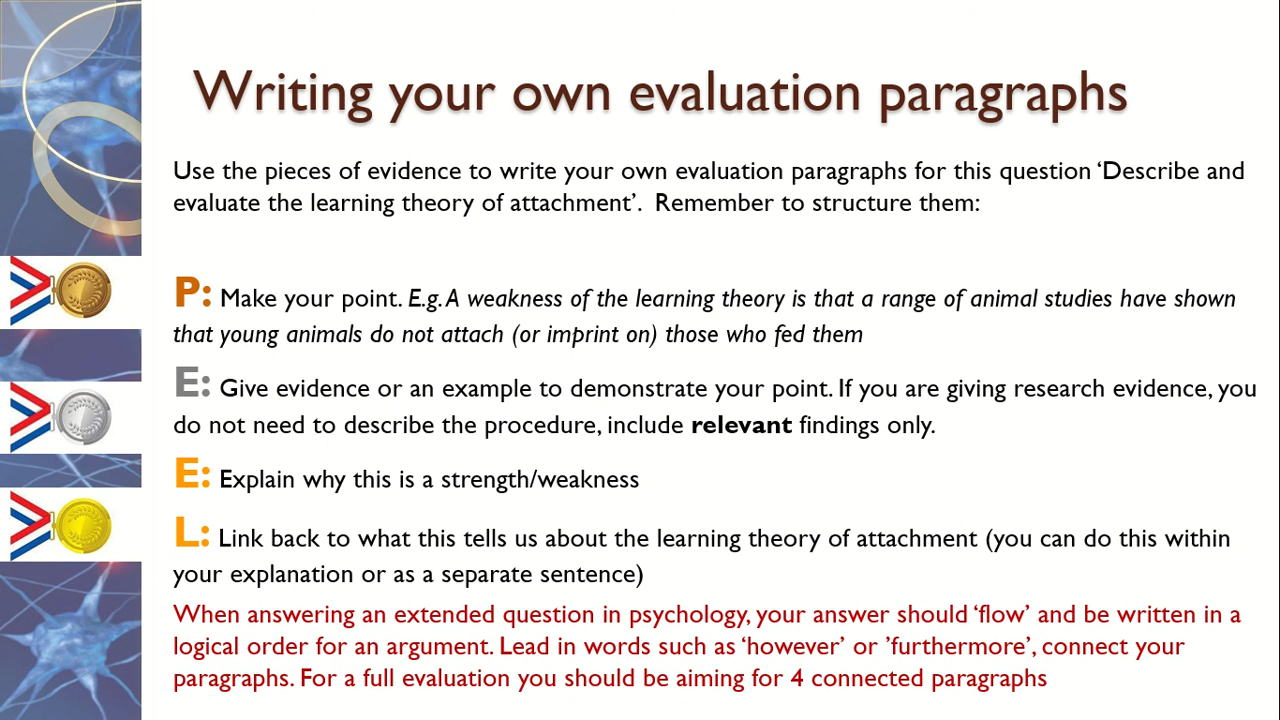 Writing your own evaluation paragraphs
Use the pieces of evidence to write your own evaluation paragraphs for this question ‘Describe and
evaluate the learning theory of attachment’. Remember to structure them:
P: Make your point. E.g. A weakness of the learning theory is that a range of animal studies have shown
that young animals do not attach (or imprint on) those who fed them
E: Give evidence or an example to demonstrate your point. If you are giving research evidence, you
do not need to describe the procedure, include relevant findings only.
E: Explain why this is a strength/weakness
L: Link back to what this tells us about the learning theory of attachment (you can do this within
your explanation or as a separate sentence)
When answering an extended question in psychology, your answer should ‘flow’ and be written in a
logical order for an argument. Lead in words such as ‘however’ or ’furthermore’, connect your
paragraphs. For a full evaluation you should be aiming for 4 connected paragraphs